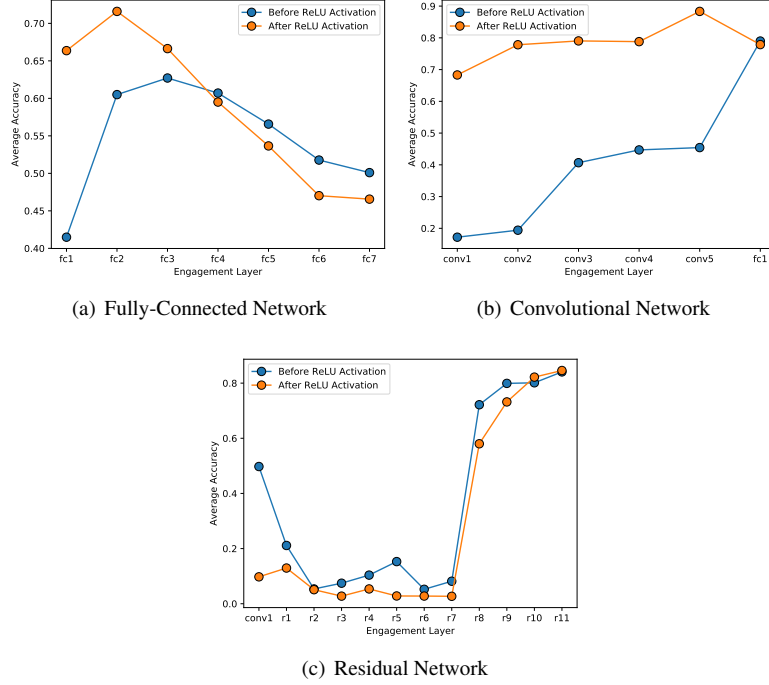 Before ReLU Activation
After ReLU Activation
0.70
0.65
0.60
0.55
0.50
0.45
0.40
Average Accuracy
fc1 fc2 fc3 fc4 fc5 fc6 fc7
Engagement Layer
(a) Fully-Connected Network
Before ReLU Activation
After ReLU Activation
0.9
0.8
0.7
0.6
0.5
0.4
0.3
0.2
Average Accuracy
conv1 conv2 conv3 conv4 conv5 fc1
Engagement Layer
(b) Convolutional Network
Before ReLU Activation
After ReLU Activation
0.8
0.6
0.4
0.2
0.0
Average Accuracy
conv1 r1 r2 r3 r4 r5 r6 r7 r8 r9 r10 r11
Engagement Layer
(c) Residual Network